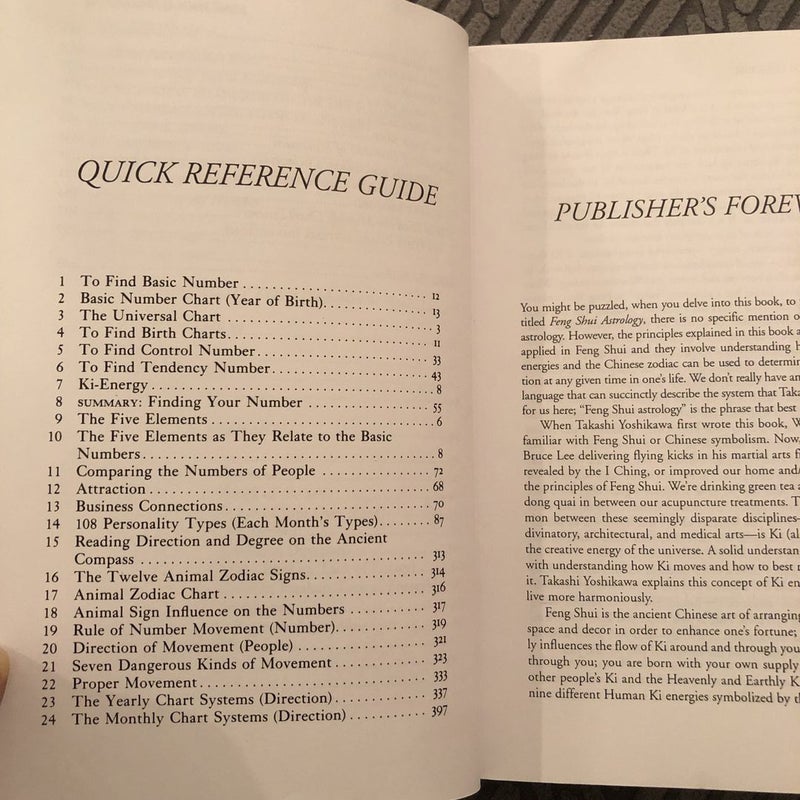 QUICK REFERENCE GUIDE
1 To Find Basic Number . . . . . . . . . . . . . . . . . . . . . . . . 12
2 Basic Number Chart (Year of Birth). . . . . . . . . . . . . . 13
3 The Universal Chart . . . . . . . . . . . . . . . . . . . . . . . . . 3
4 To Find Birth Charts. . . . . . . . . . . . . . . . . . . . . . . . . 11
5 To Find Control Number. . . . . . . . . . . . . . . . . . . . . . 33
6 To Find Tendency Number. . . . . . . . . . . . . . . . . . . . 43
7 Ki-Energy . . . . . . . . . . . . . . . . . . . . . . . . . . . . . . . . . 8
8 SUMMARY: Finding Your Number . . . . . . . . . . . . . . . 55
9 The Five Elements . . . . . . . . . . . . . . . . . . . . . . . . . . 6
10 The Five Elements as They Relate to the Basic
Numbers. . . . . . . . . . . . . . . . . . . . . . . . . . . . . . . . . . 8
11 Comparing the Numbers of People . . . . . . . . . . . . . 72
12 Attraction . . . . . . . . . . . . . . . . . . . . . . . . . . . . . . . . 68
13 Business Connections. . . . . . . . . . . . . . . . . . . . . . . . 70
14 108 Personality Types (Each Month's Types). . . . . . . . 87
15 Reading Direction and Degree on the Ancient
Compass . . . . . . . . . . . . . . . . . . . . . . . . . . . . . . . . . 313
16 The Twelve Animal Zodiac Signs. . . . . . . . . . . . . . . . 314
17 Animal Zodiac Chart . . . . . . . . . . . . . . . . . . . . . . . . 316
18 Animal Sign Influence on the Numbers . . . . . . . . . . . 317
19 Rule of Number Movement (Number). . . . . . . . . . . . 319
20 Direction of Movement (People) . . . . . . . . . . . . . . . . 321
21 Seven Dangerous Kinds of Movement . . . . . . . . . . . . 323
22 Proper Movement. . . . . . . . . . . . . . . . . . . . . . . . . . . 333
23 The Yearly Chart Systems (Direction) . . . . . . . . . . . . 337
24 The Monthly Chart Systems (Direction) . . . . . . . . . . . 397
PUBLISHER'S
You might be puzzled, when you delve into this book, to
titled Feng Shui Astrology, there is no specific mention
astrology. However, the principles explained in this book
applied in Feng Shui and they involve understanding
energies and the Chinese zodiac can be used to
tion at any given time in one's life. We don't really have
language that can succinctly describe the system that
for us here; "Feng Shui astrology" is the phrase that best
When Takashi Yoshikawa first wrote this book,
familiar with Feng Shui or Chinese symbolism. Now,
Bruce Lee delivering flying kicks in his martial arts
revealed by the I Ching, or improved our home
the principles of Feng Shui. We're drinking green tea
dong quai in between our acupuncture treatments.
mon between these seemingly disparate disciplines—
divinatory, architectural, and medical arts—is Ki
the creative energy of the universe. A solid
with understanding how Ki moves and how to best
it. Takashi Yoshikawa explains this concept of Ki
live more harmoniously.
Feng Shui is the ancient Chinese art of arranging
space and decor in order to enhance one's fortune;
ly influences the flow of Ki around and through
through you; you are born with your own supply
other people's Ki and the Heavenly and Earthly
nine different Human Ki energies symbolized by